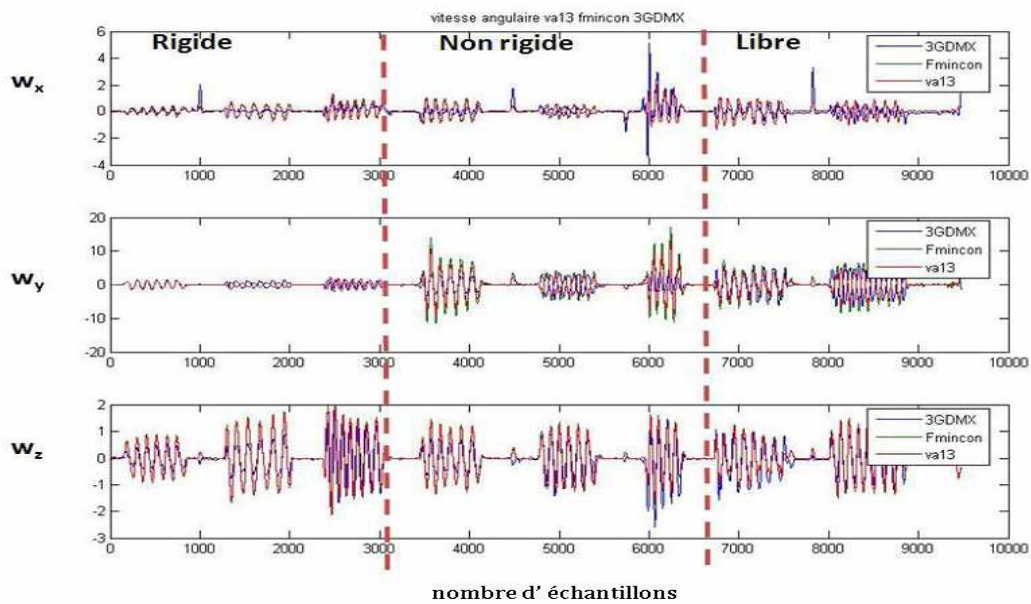 vitesse angulaire va13 fmincon 3GDMX
Rigide
Non rigide
Libre
3GDMX
Fmincon
va13
wx
6
4
2
0
-2
-4
0 1000 2000 3000 4000 5000 6000 7000 8000 9000 10000
3GDMX
Fmincon
va13
wy
20
10
0
-10
-20
0 1000 2000 3000 4000 5000 6000 7000 8000 9000 10000
3GDMX
Fmincon
va13
wz
2
1
0
-1
-2
-3
0 1000 2000 3000 4000 5000 6000 7000 8000 9000 10000
nombre d' échantillons